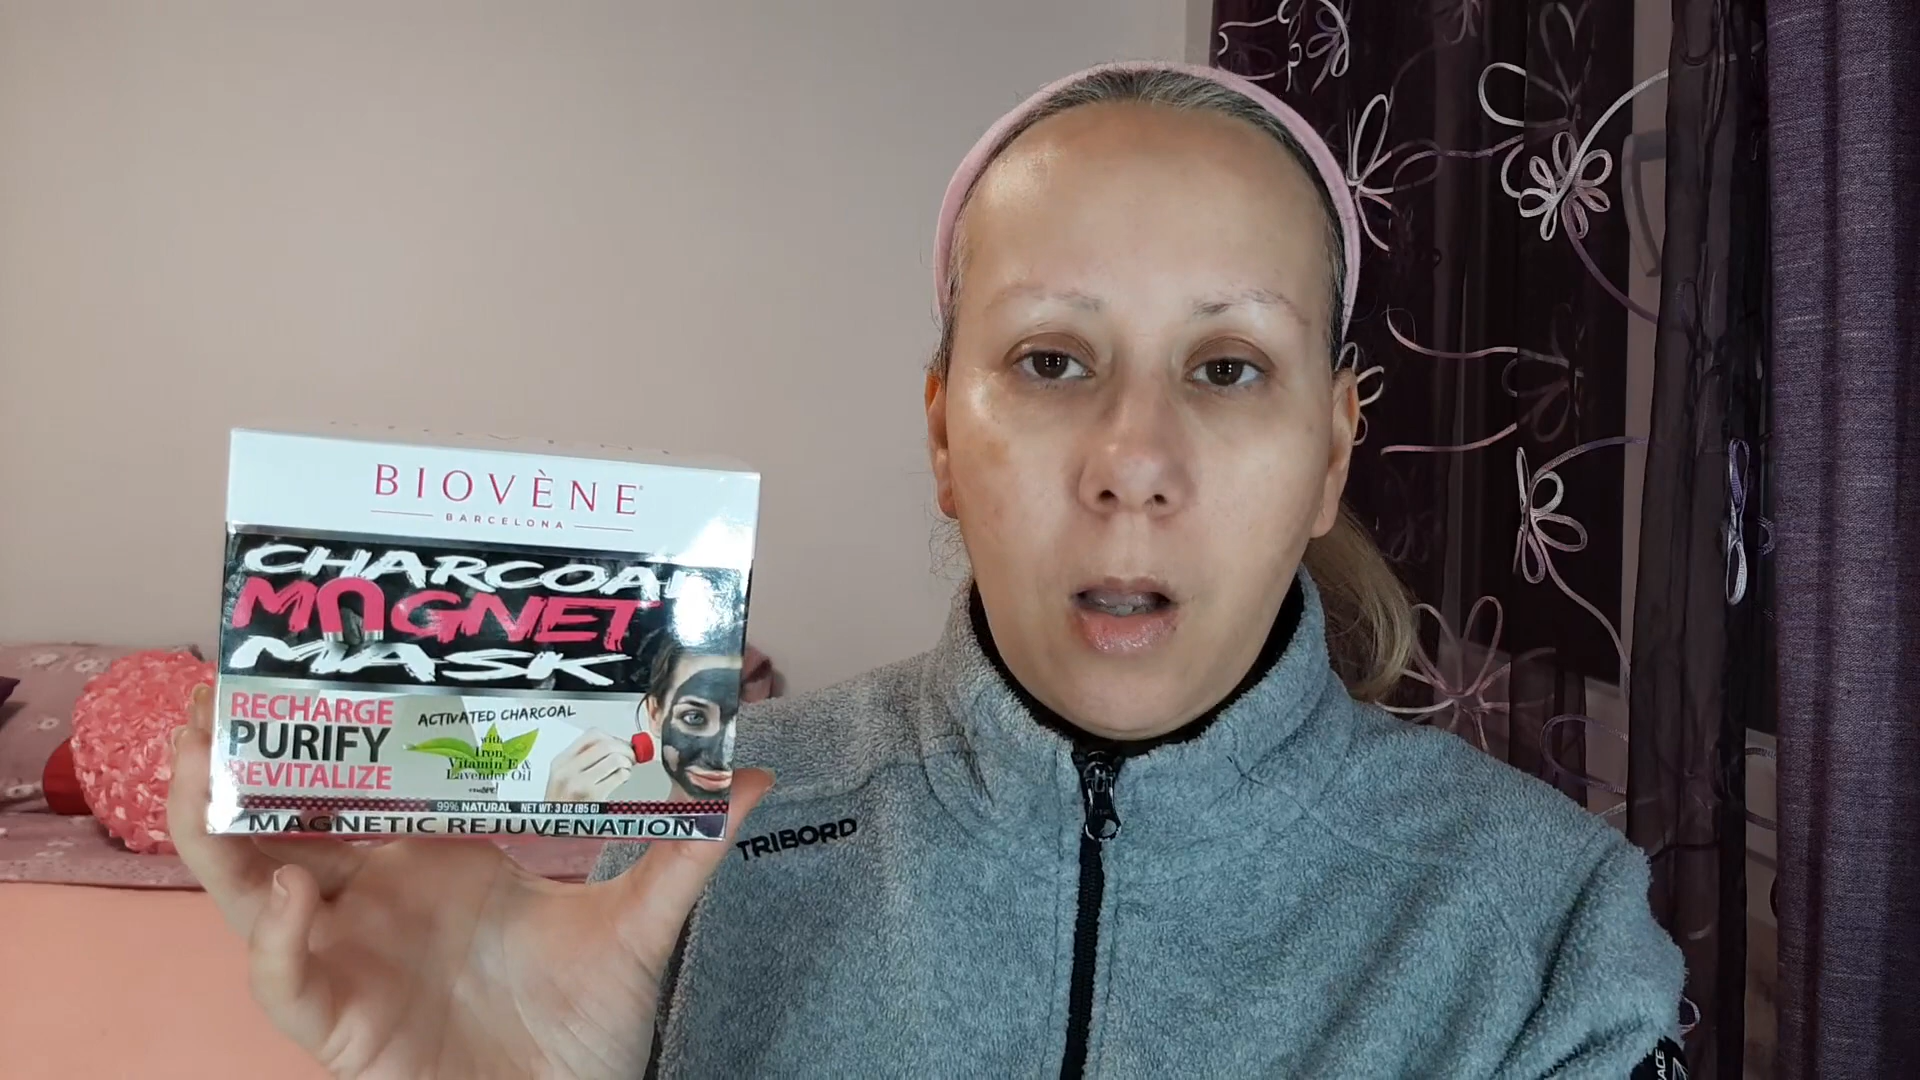 BIOVÈNE
BARCELONA
CHARCOAL
MAGNET
MASK
RECHARGE
PURIFY
REVITALIZE
ACTIVATED CHARCOAL
with
Iron,
Vitamin E &
Lavender Oil
99% NATURAL NET WT: 3 OZ (85 G)
MAGNETIC REJUVENATION
TRIBORD